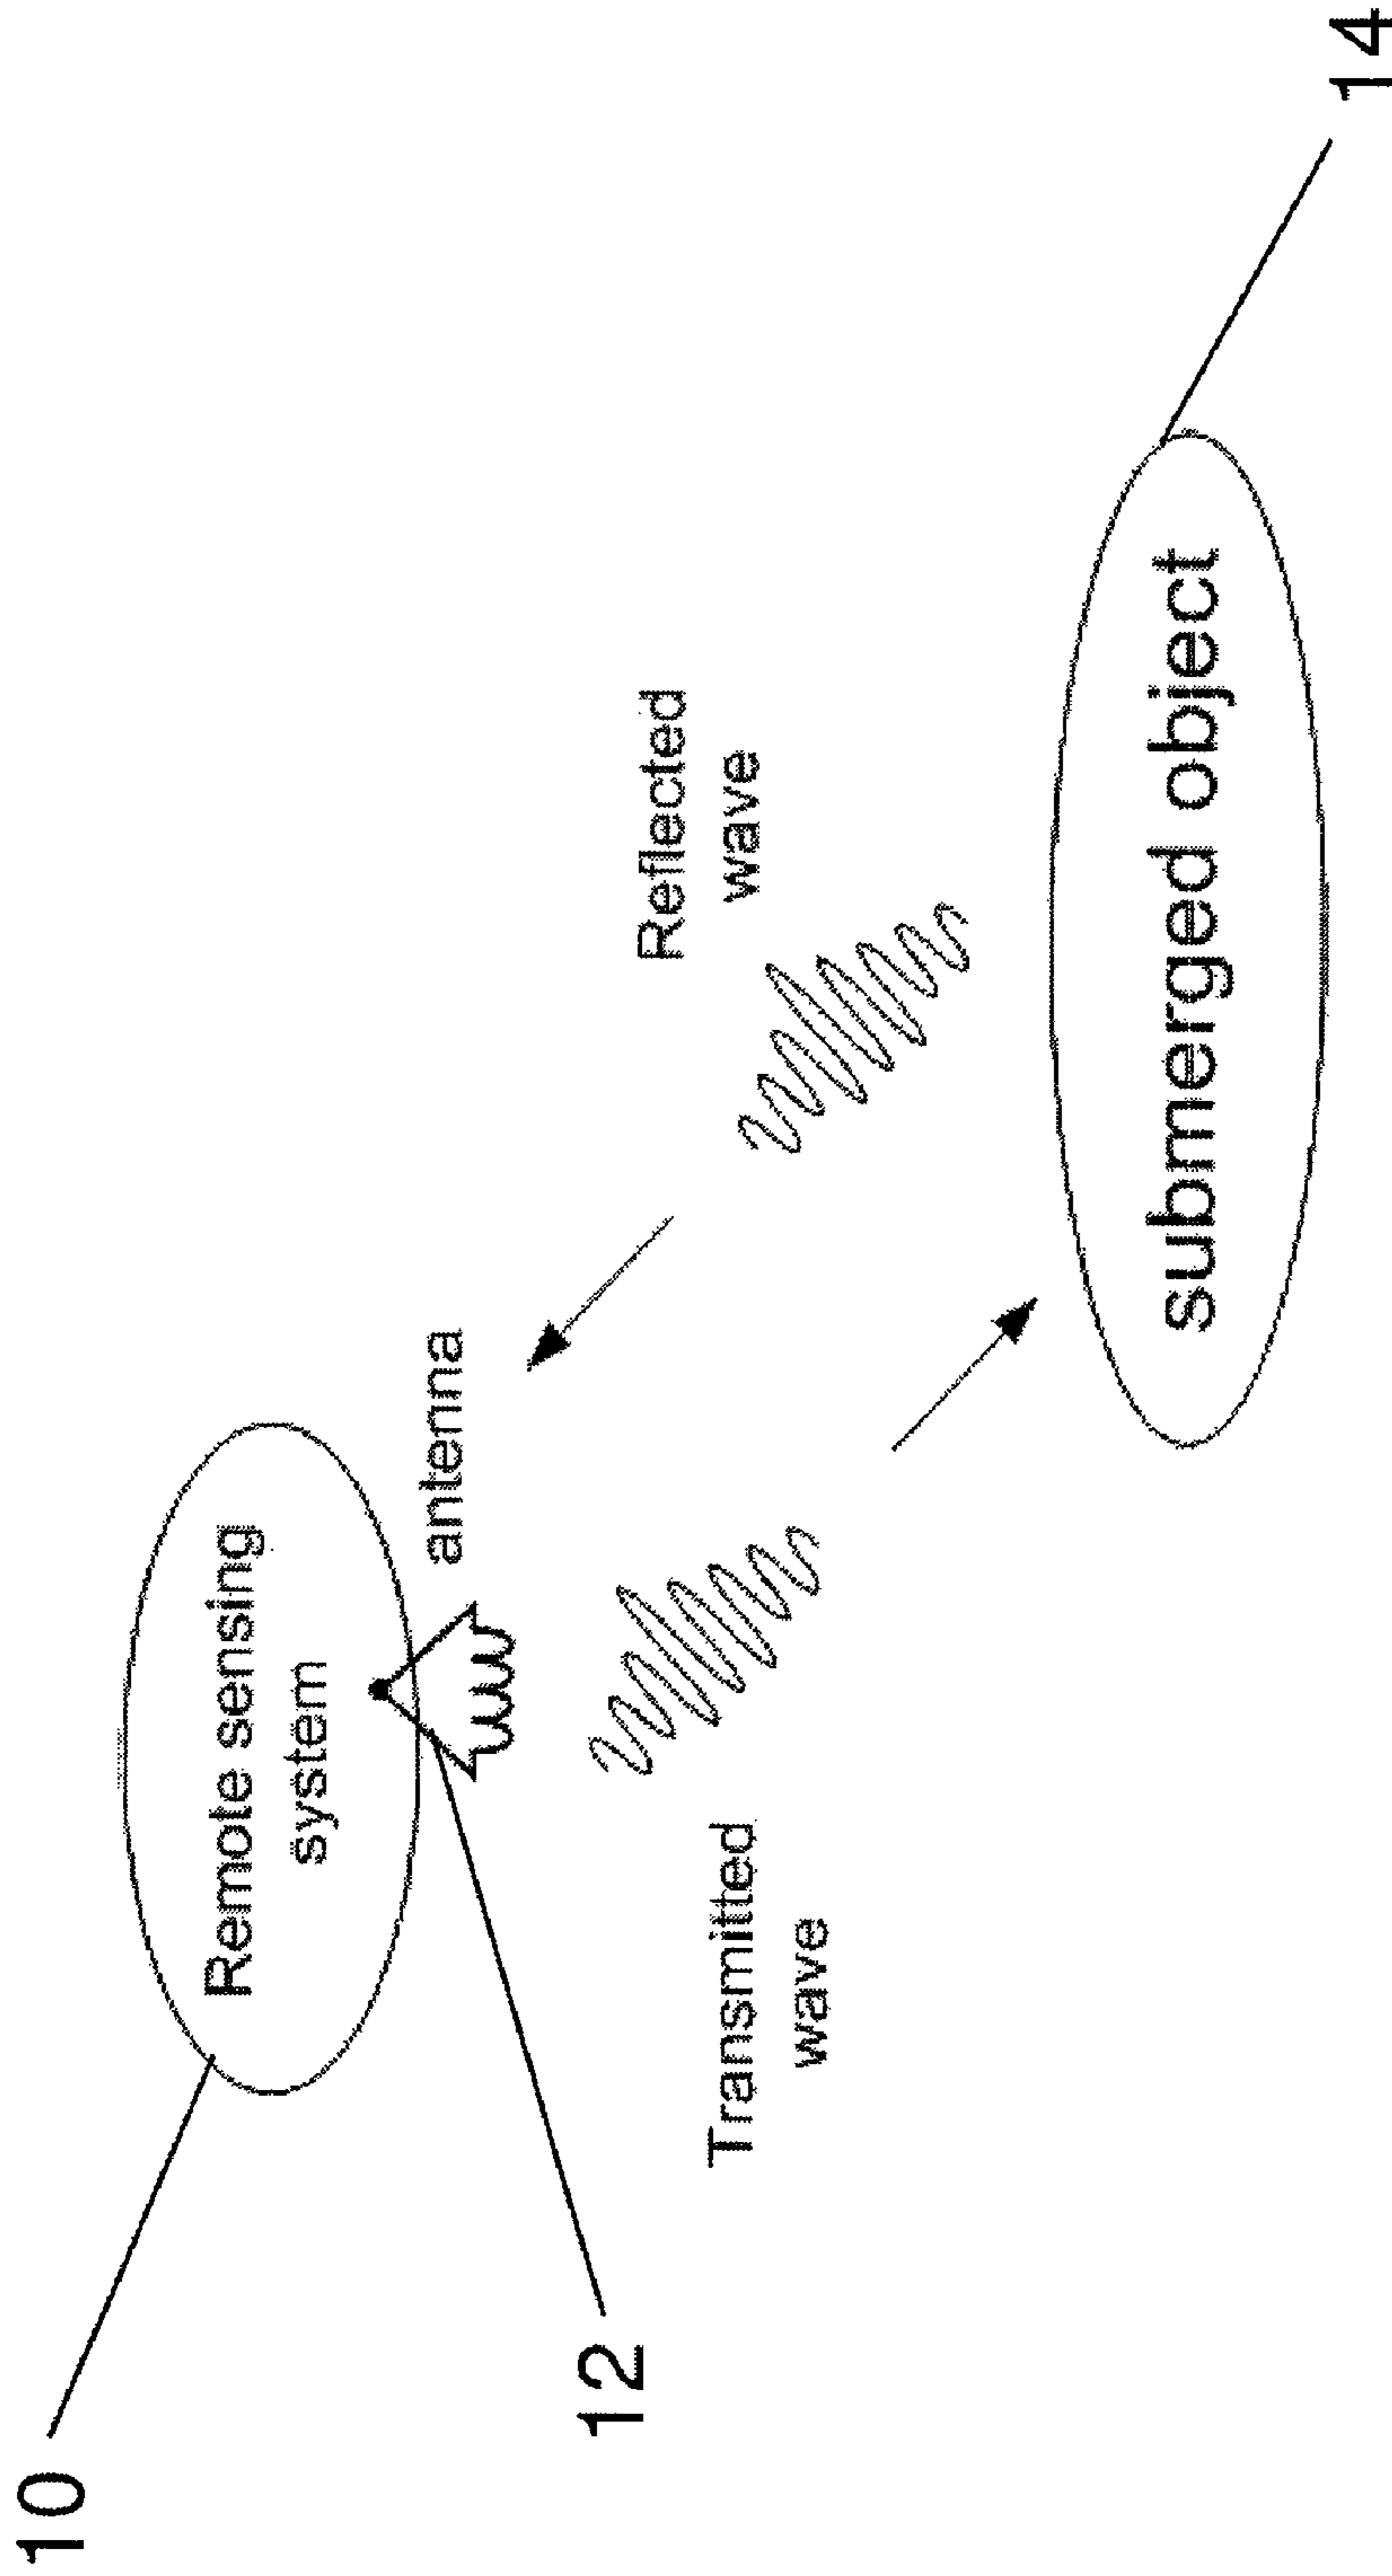 10
Remote sensing
system
antenna
12
Transmitted
wave
Reflected
wave
submerged object
14